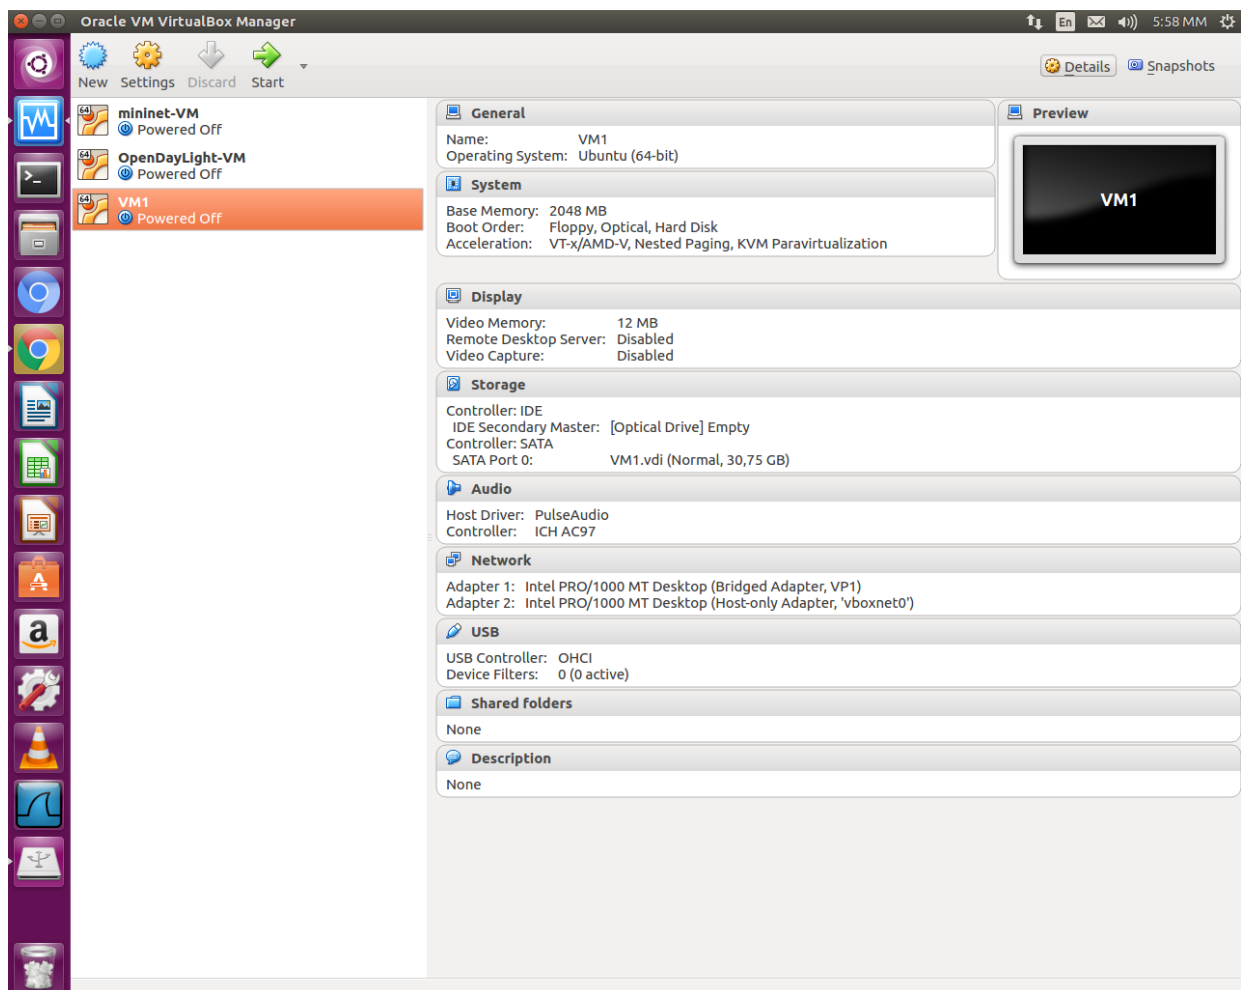 Oracle VM VirtualBox Manager
En
5:58 MM
New
Settings
Discard
Start
Details
Snapshots
64
mininet-VM
Powered Off
64
OpenDayLight-VM
Powered Off
64
VM1
Powered Off
General
Name: VM1
Operating System: Ubuntu (64-bit)
System
Base Memory: 2048 MB
Boot Order: Floppy, Optical, Hard Disk
Acceleration: VT-x/AMD-V, Nested Paging, KVM Paravirtualization
Preview
VM1
Display
Video Memory: 12 MB
Remote Desktop Server: Disabled
Video Capture: Disabled
Storage
Controller: IDE
IDE Secondary Master: [Optical Drive] Empty
Controller: SATA
SATA Port 0: VM1.vdi (Normal, 30,75 GB)
Audio
Host Driver: PulseAudio
Controller: ICH AC97
Network
Adapter 1: Intel PRO/1000 MT Desktop (Bridged Adapter, VP1)
Adapter 2: Intel PRO/1000 MT Desktop (Host-only Adapter, 'vboxnet0')
USB
USB Controller: OHCI
Device Filters: 0 (0 active)
Shared folders
None
Description
None